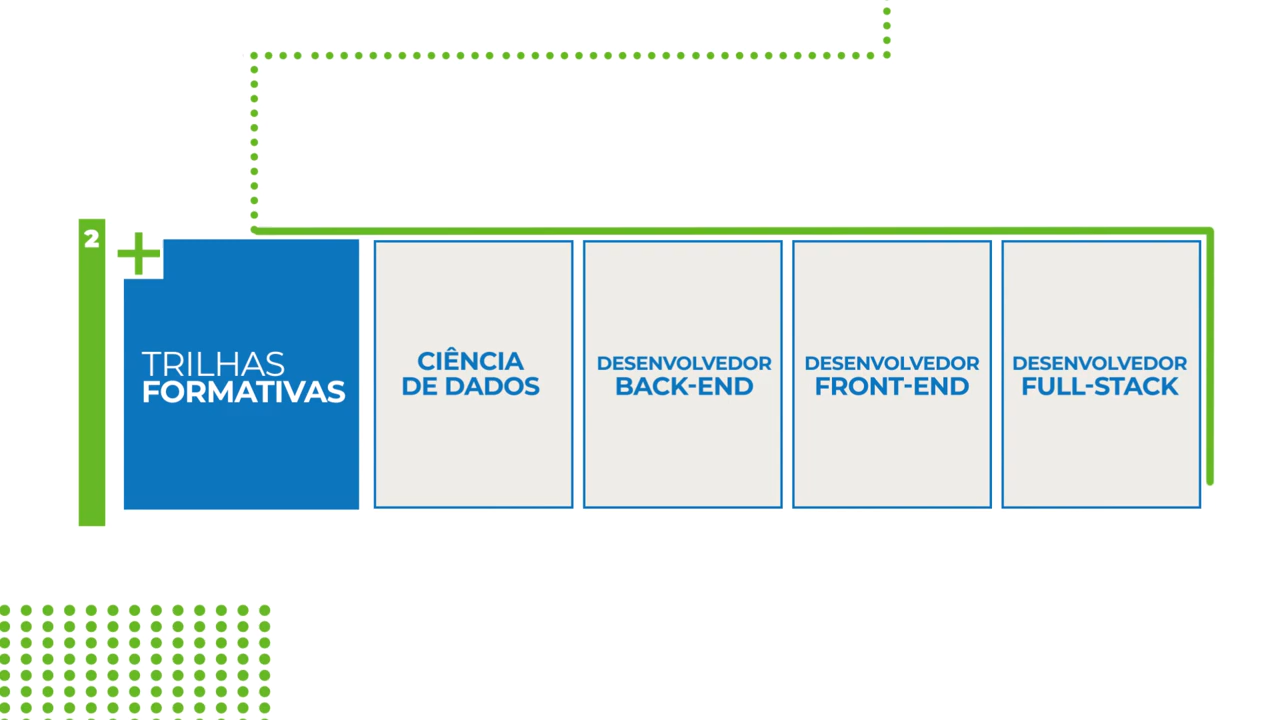 2
TRILHAS
FORMATIVAS
CIÊNCIA
DE DADOS
DESENVOLVEDOR
BACK-END
DESENVOLVEDOR
FRONT-END
DESENVOLVEDOR
FULL-STACK